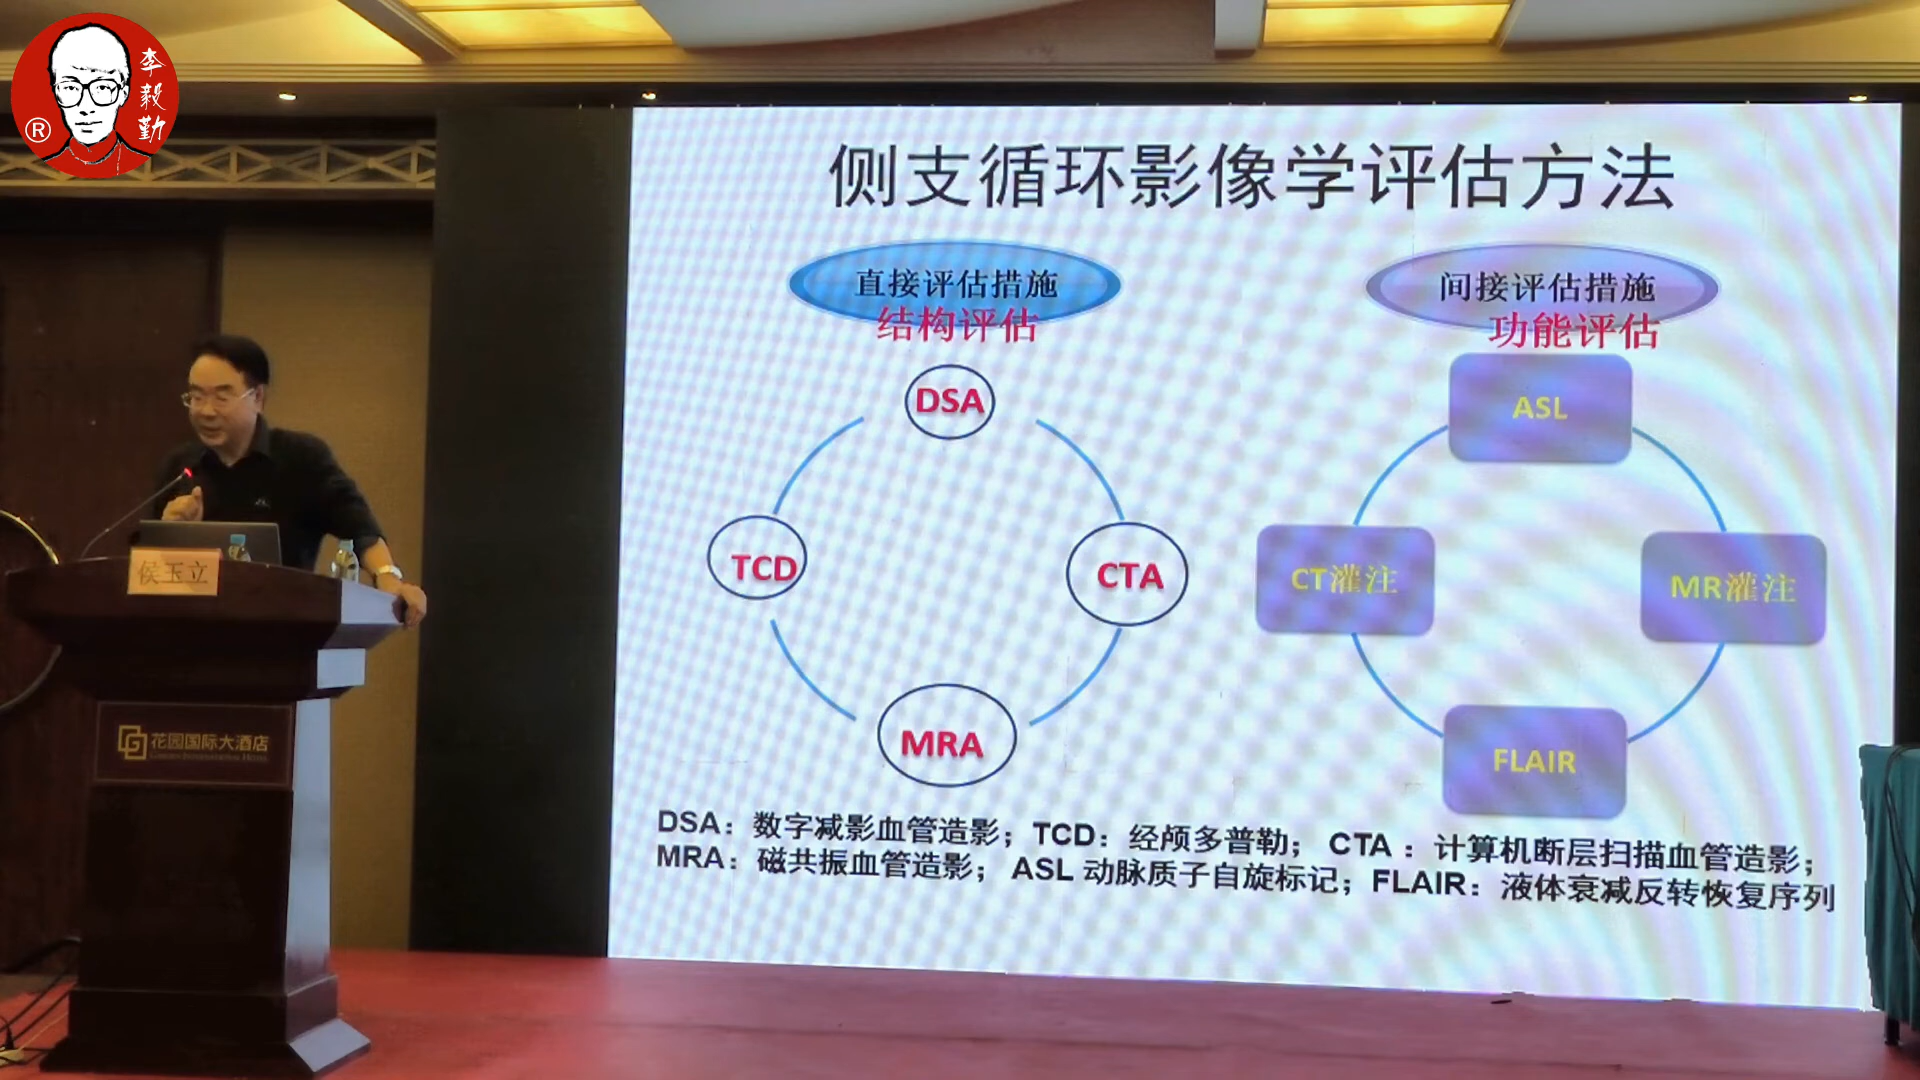 李毅勤
®
侧支循环影像学评估方法
直接评估措施
结构评估
间接评估措施
功能评估
DSA
TCD
CTA
MRA
ASL
CT灌注
MR灌注
FLAIR
DSA：数字减影血管造影；TCD：经颅多普勒； CTA ：计算机断层扫描血管造影；
MRA：磁共振血管造影； ASL 动脉质子自旋标记；FLAIR：液体衰减反转恢复序列
侯玉立
花园国际大酒店
GARDEN INTERNATIONAL HOTEL